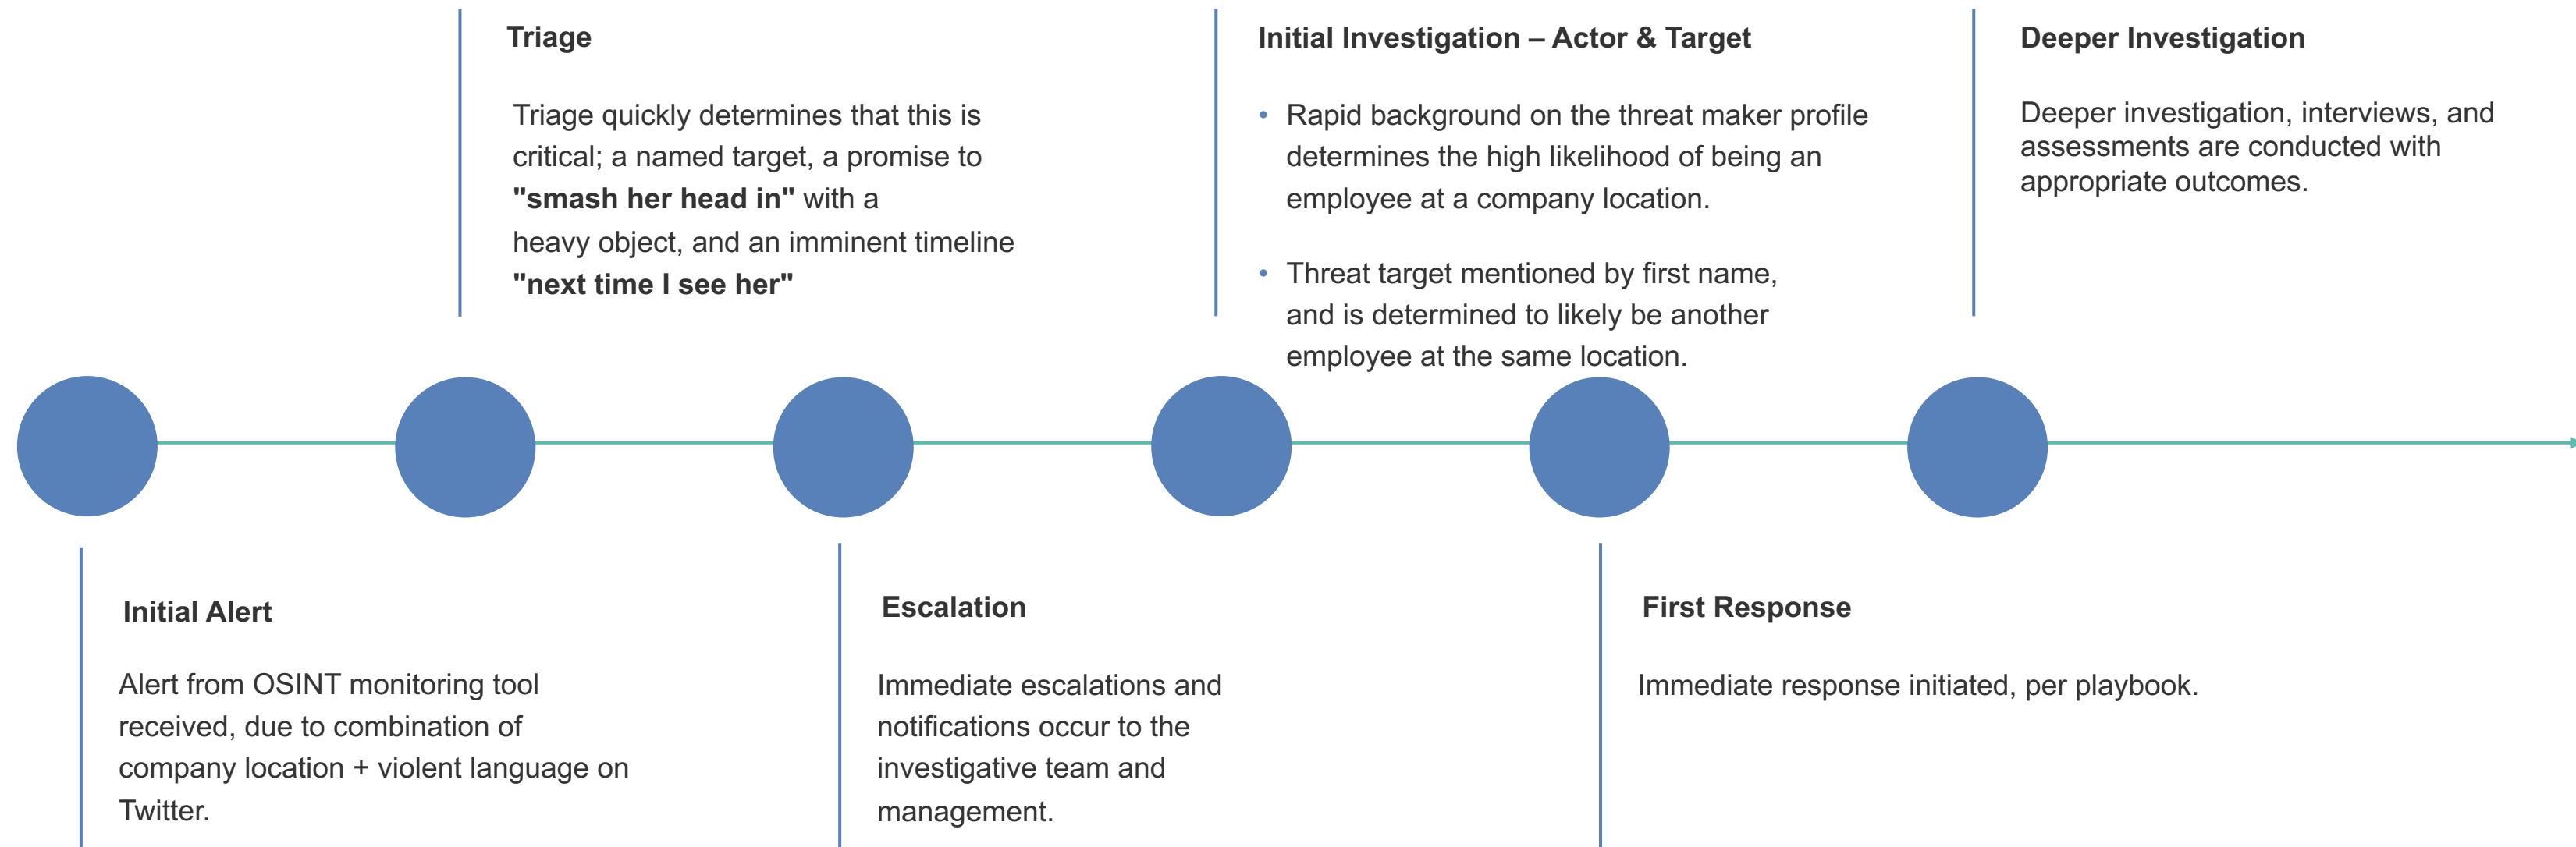 Triage
Triage quickly determines that this is
critical; a named target, a promise to
"smash her head in" with a
heavy object, and an imminent timeline
"next time I see her"
Initial Investigation – Actor & Target
• Rapid background on the threat maker profile
determines the high likelihood of being an
employee at a company location.
• Threat target mentioned by first name,
and is determined to likely be another
employee at the same location.
Deeper Investigation
Deeper investigation, interviews, and
assessments are conducted with
appropriate outcomes.
Initial Alert
Alert from OSINT monitoring tool
received, due to combination of
company location + violent language on
Twitter.
Escalation
Immediate escalations and
notifications occur to the
investigative team and
management.
First Response
Immediate response initiated, per playbook.